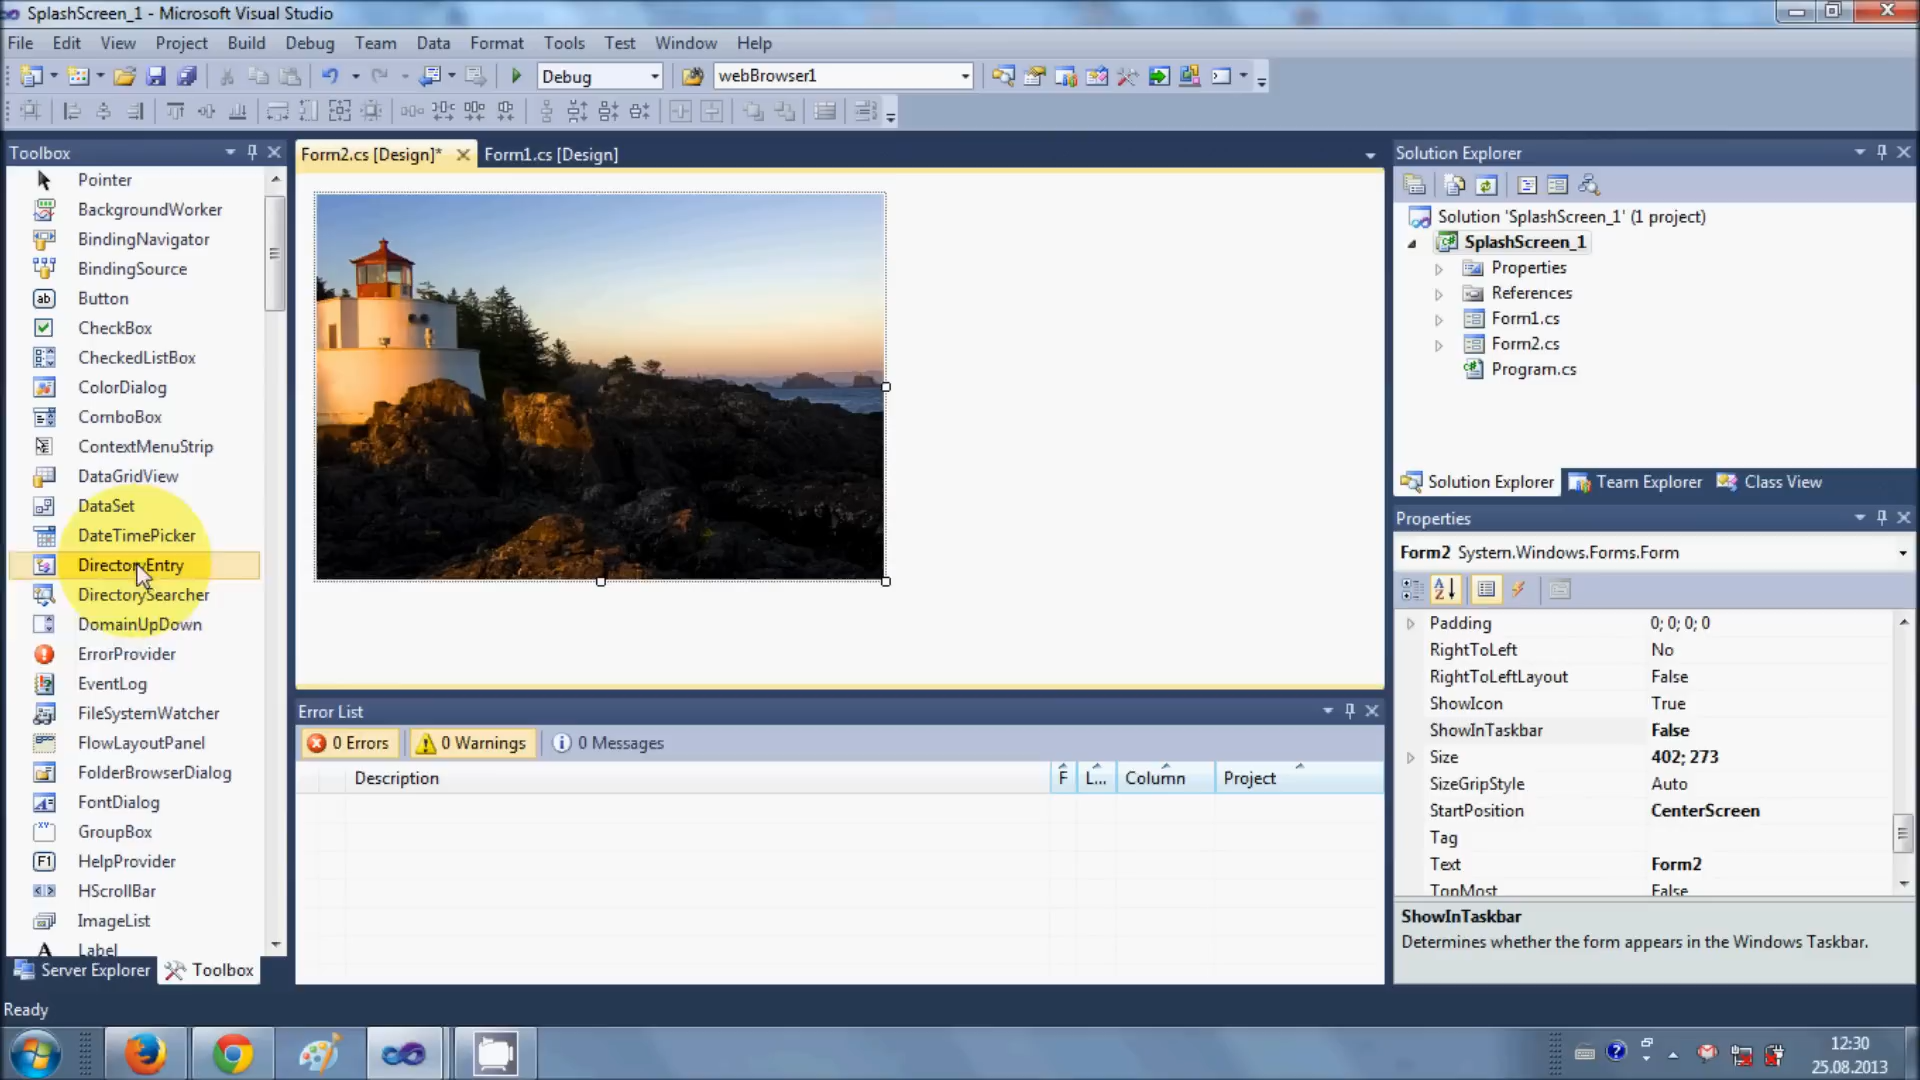 SplashScreen_1 - Microsoft Visual Studio
File Edit View Project Build Debug Team Data Format Tools Test Window Help
Debug webBrowser1
Toolbox
Pointer
BackgroundWorker
BindingNavigator
BindingSource
Button
CheckBox
CheckedListBox
ColorDialog
ComboBox
ContextMenuStrip
DataGridView
DataSet
DateTimePicker
DirectoryEntry
DirectorySearcher
DomainUpDown
ErrorProvider
EventLog
FileSystemWatcher
FlowLayoutPanel
FolderBrowserDialog
FontDialog
GroupBox
HelpProvider
HScrollBar
ImageList
Label
Server Explorer Toolbox
Form2.cs [Design]* Form1.cs [Design]
Error List
0 Errors 0 Warnings 0 Messages
Description F L... Column Project
Solution Explorer
Solution 'SplashScreen_1' (1 project)
SplashScreen_1
Properties
References
Form1.cs
Form2.cs
Program.cs
Solution Explorer Team Explorer Class View
Properties
Form2 System.Windows.Forms.Form
Padding 0; 0; 0; 0
RightToLeft No
RightToLeftLayout False
ShowIcon True
ShowInTaskbar False
Size 402; 273
SizeGripStyle Auto
StartPosition CenterScreen
Tag
Text Form2
TopMost False
ShowInTaskbar
Determines whether the form appears in the Windows Taskbar.
Ready
12:30
25.08.2013